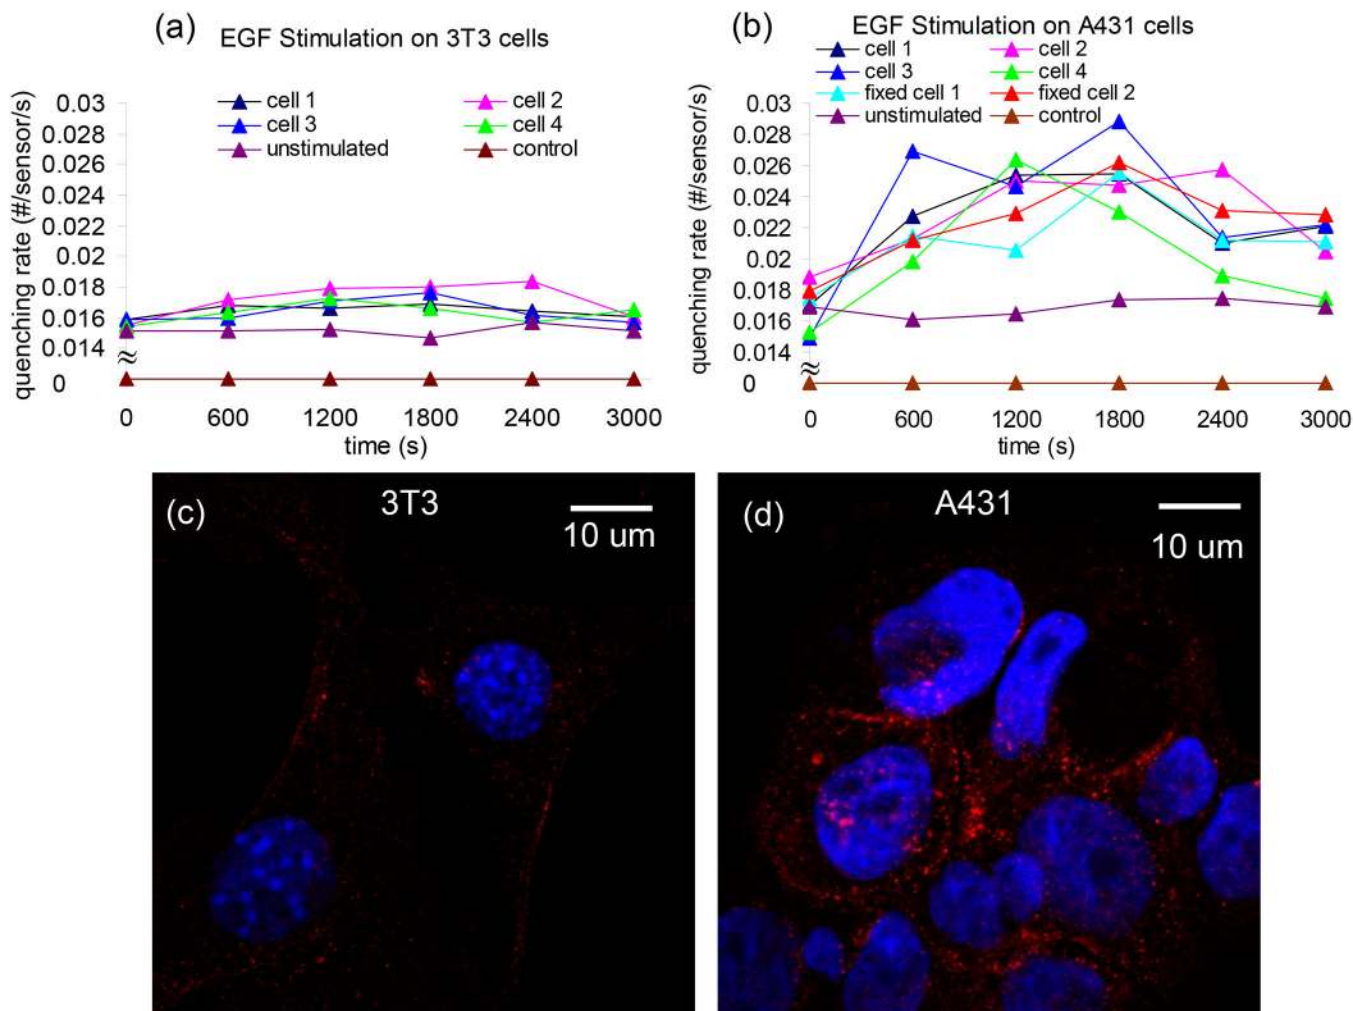 (a)
EGF Stimulation on 3T3 cells
cell 1
cell 2
cell 3
cell 4
unstimulated
control
quenching rate (#/sensor/s)
0.03
0.028
0.026
0.024
0.022
0.02
0.018
0.016
0.014
≈
0
0 600 1200 1800 2400 3000
time (s)
(b)
EGF Stimulation on A431 cells
cell 1
cell 2
cell 3
cell 4
fixed cell 1
fixed cell 2
unstimulated
control
quenching rate (#/sensor/s)
0.03
0.028
0.026
0.024
0.022
0.02
0.018
0.016
0.014
≈
0
0 600 1200 1800 2400 3000
time (s)
(c)
3T3
10 um
(d)
A431
10 um